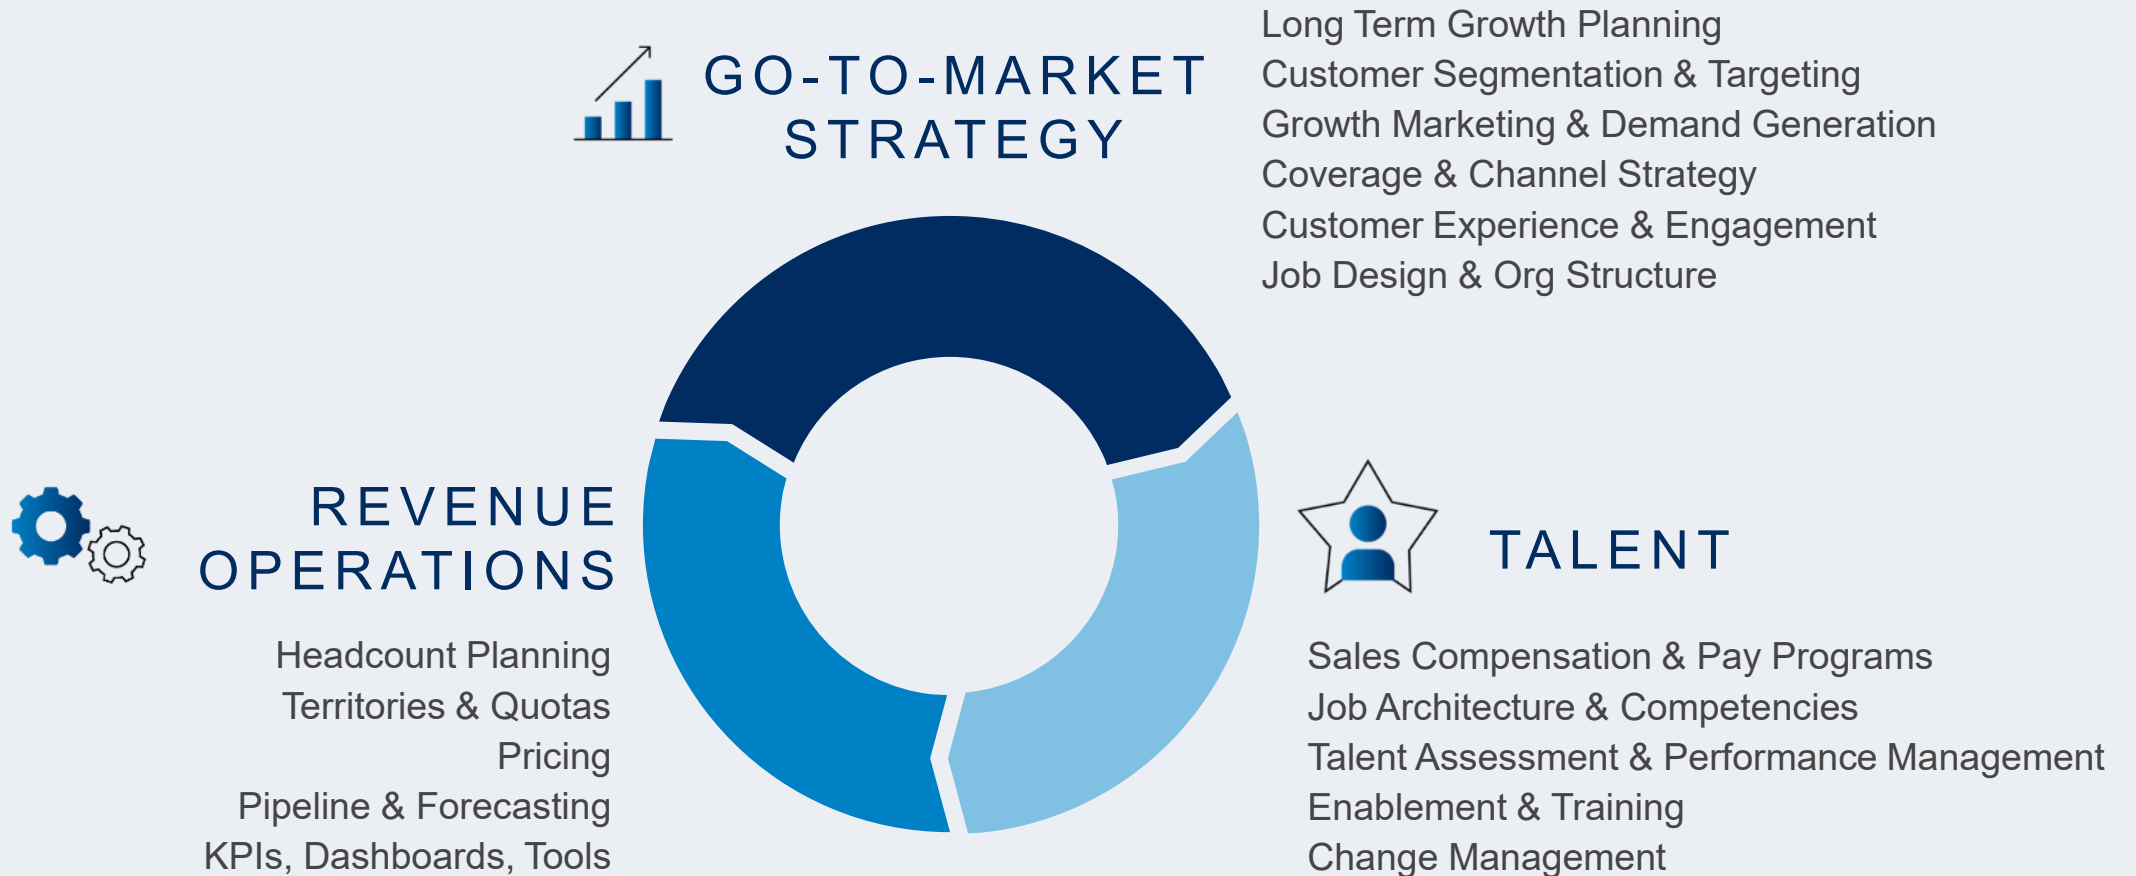 GO-TO-MARKET
STRATEGY
Long Term Growth Planning
Customer Segmentation & Targeting
Growth Marketing & Demand Generation
Coverage & Channel Strategy
Customer Experience & Engagement
Job Design & Org Structure
REVENUE
OPERATIONS
Headcount Planning
Territories & Quotas
Pricing
Pipeline & Forecasting
KPIs, Dashboards, Tools
TALENT
Sales Compensation & Pay Programs
Job Architecture & Competencies
Talent Assessment & Performance Management
Enablement & Training
Change Management